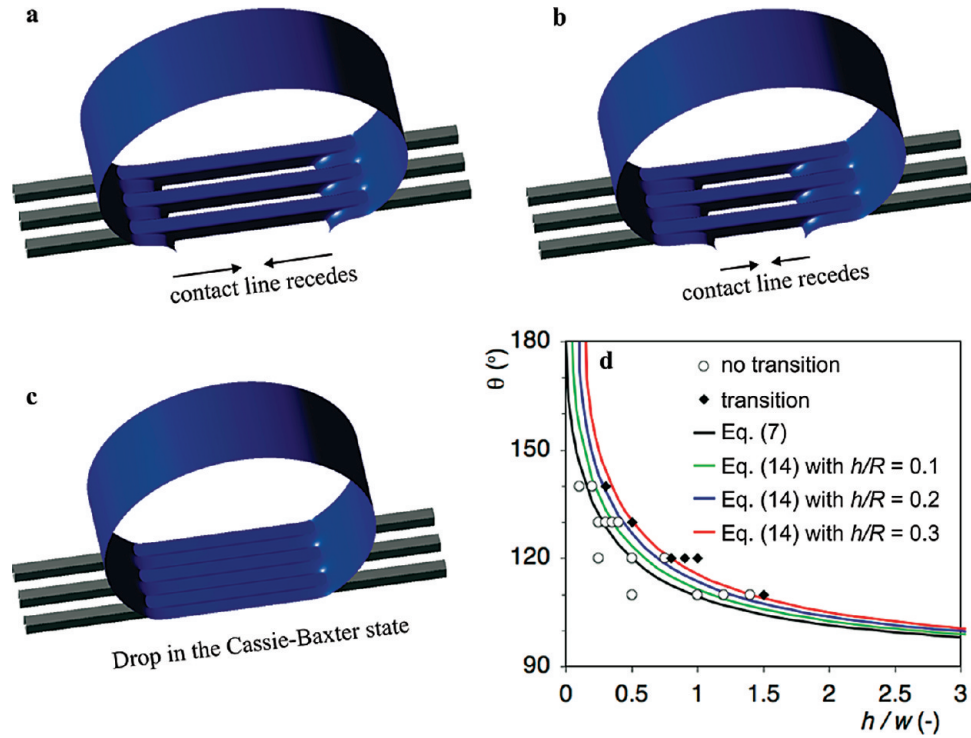 a
contact line recedes
b
contact line recedes
c
Drop in the Cassie-Baxter state
d
θ (º)
180
150
120
90
no transition
transition
Eq. (7)
Eq. (14) with h/R = 0.1
Eq. (14) with h/R = 0.2
Eq. (14) with h/R = 0.3
0 0.5 1 1.5 2 2.5 3
h / w (-)